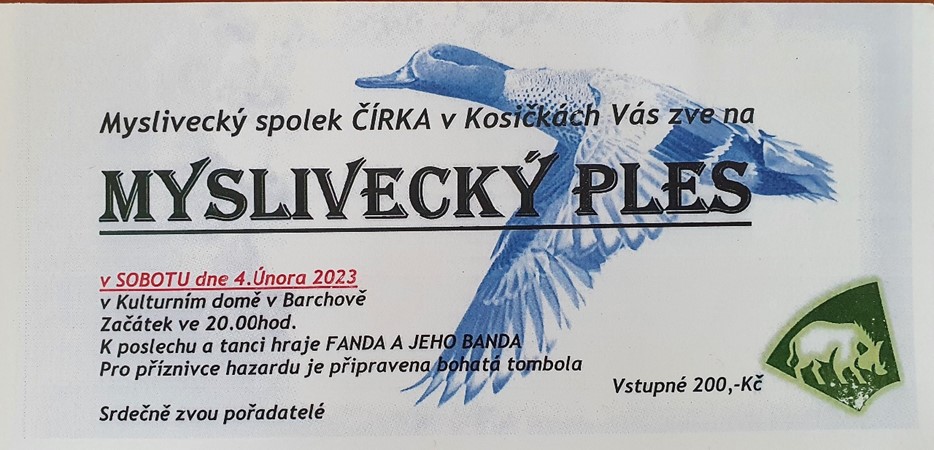 Myslivecký spolek ČÍRKA v Kosičkách Vás zve na
MYSLIVECKÝ PLES
v SOBOTU dne 4.Února 2023
v Kulturním domě v Barchově
Začátek ve 20.00hod.
K poslechu a tanci hraje FANDA A JEHO BANDA
Pro příznivce hazardu je připravena bohatá tombola
Vstupné 200,-Kč
Srdečně zvou pořadatelé